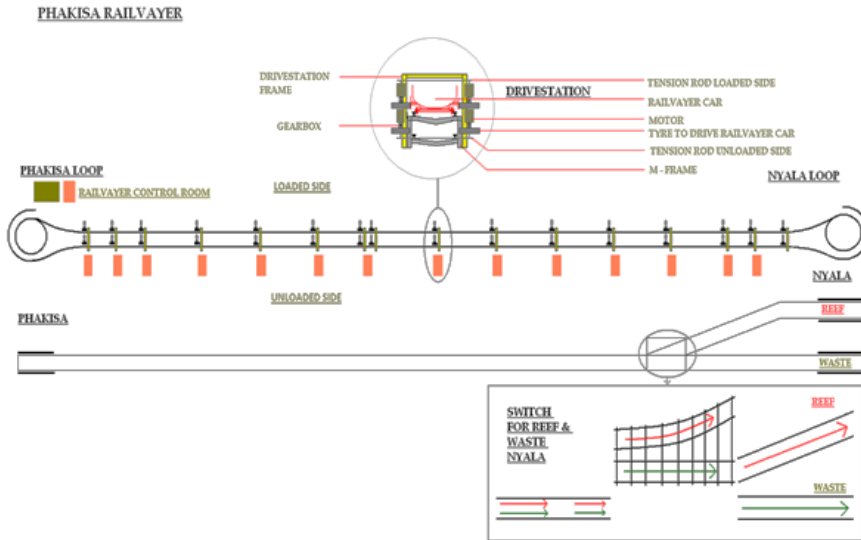 PHAKISA RAILVAYER
DRIVESTATION
FRAME
GEARBOX
DRIVESTATION
TENSION ROD LOADED SIDE
RAILVAYER CAR
MOTOR
TYRE TO DRIVE RAILVAYER CAR
TENSION ROD UNLOADED SIDE
M - FRAME
PHAKISA LOOP
RAILVAYER CONTROL ROOM
LOADED SIDE
NYALA LOOP
UNLOADED SIDE
NYALA
PHAKISA
REEF
WASTE
SWITCH
FOR REEF &
WASTE
NYALA
REEF
WASTE